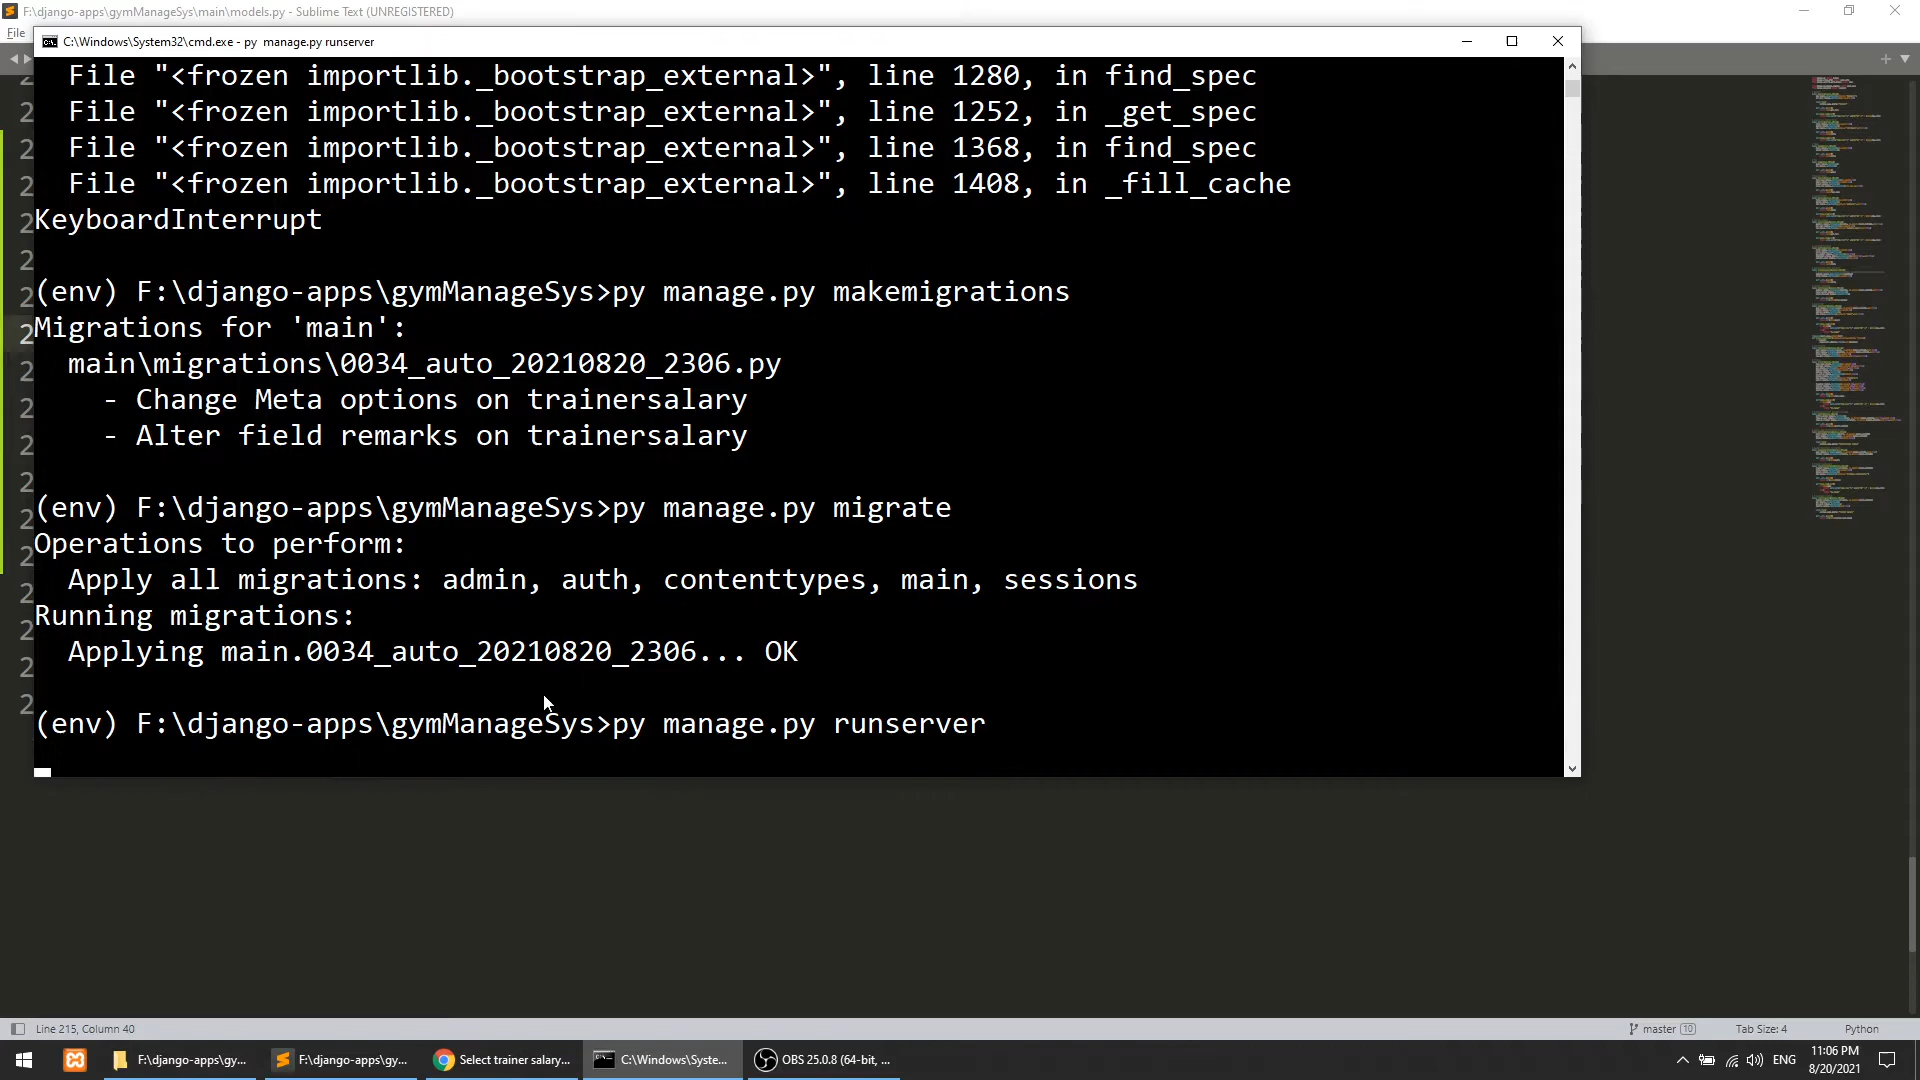 F:\django-apps\gymManageSys\main\models.py - Sublime Text (UNREGISTERED)
File
C:\Windows\System32\cmd.exe - py  manage.py runserver
File "<frozen importlib._bootstrap_external>", line 1280, in find_spec
File "<frozen importlib._bootstrap_external>", line 1252, in _get_spec
File "<frozen importlib._bootstrap_external>", line 1368, in find_spec
File "<frozen importlib._bootstrap_external>", line 1408, in _fill_cache
KeyboardInterrupt
(env) F:\django-apps\gymManageSys>py manage.py makemigrations
Migrations for 'main':
main\migrations\0034_auto_20210820_2306.py
- Change Meta options on trainersalary
- Alter field remarks on trainersalary
(env) F:\django-apps\gymManageSys>py manage.py migrate
Operations to perform:
Apply all migrations: admin, auth, contenttypes, main, sessions
Running migrations:
Applying main.0034_auto_20210820_2306... OK
(env) F:\django-apps\gymManageSys>py manage.py runserver
Line 215, Column 40
master 10
Tab Size: 4
Python
F:\django-apps\gy...
F:\django-apps\gy...
Select trainer salary...
C:\Windows\Syste...
OBS 25.0.8 (64-bit, ...
ENG
11:06 PM
8/20/2021